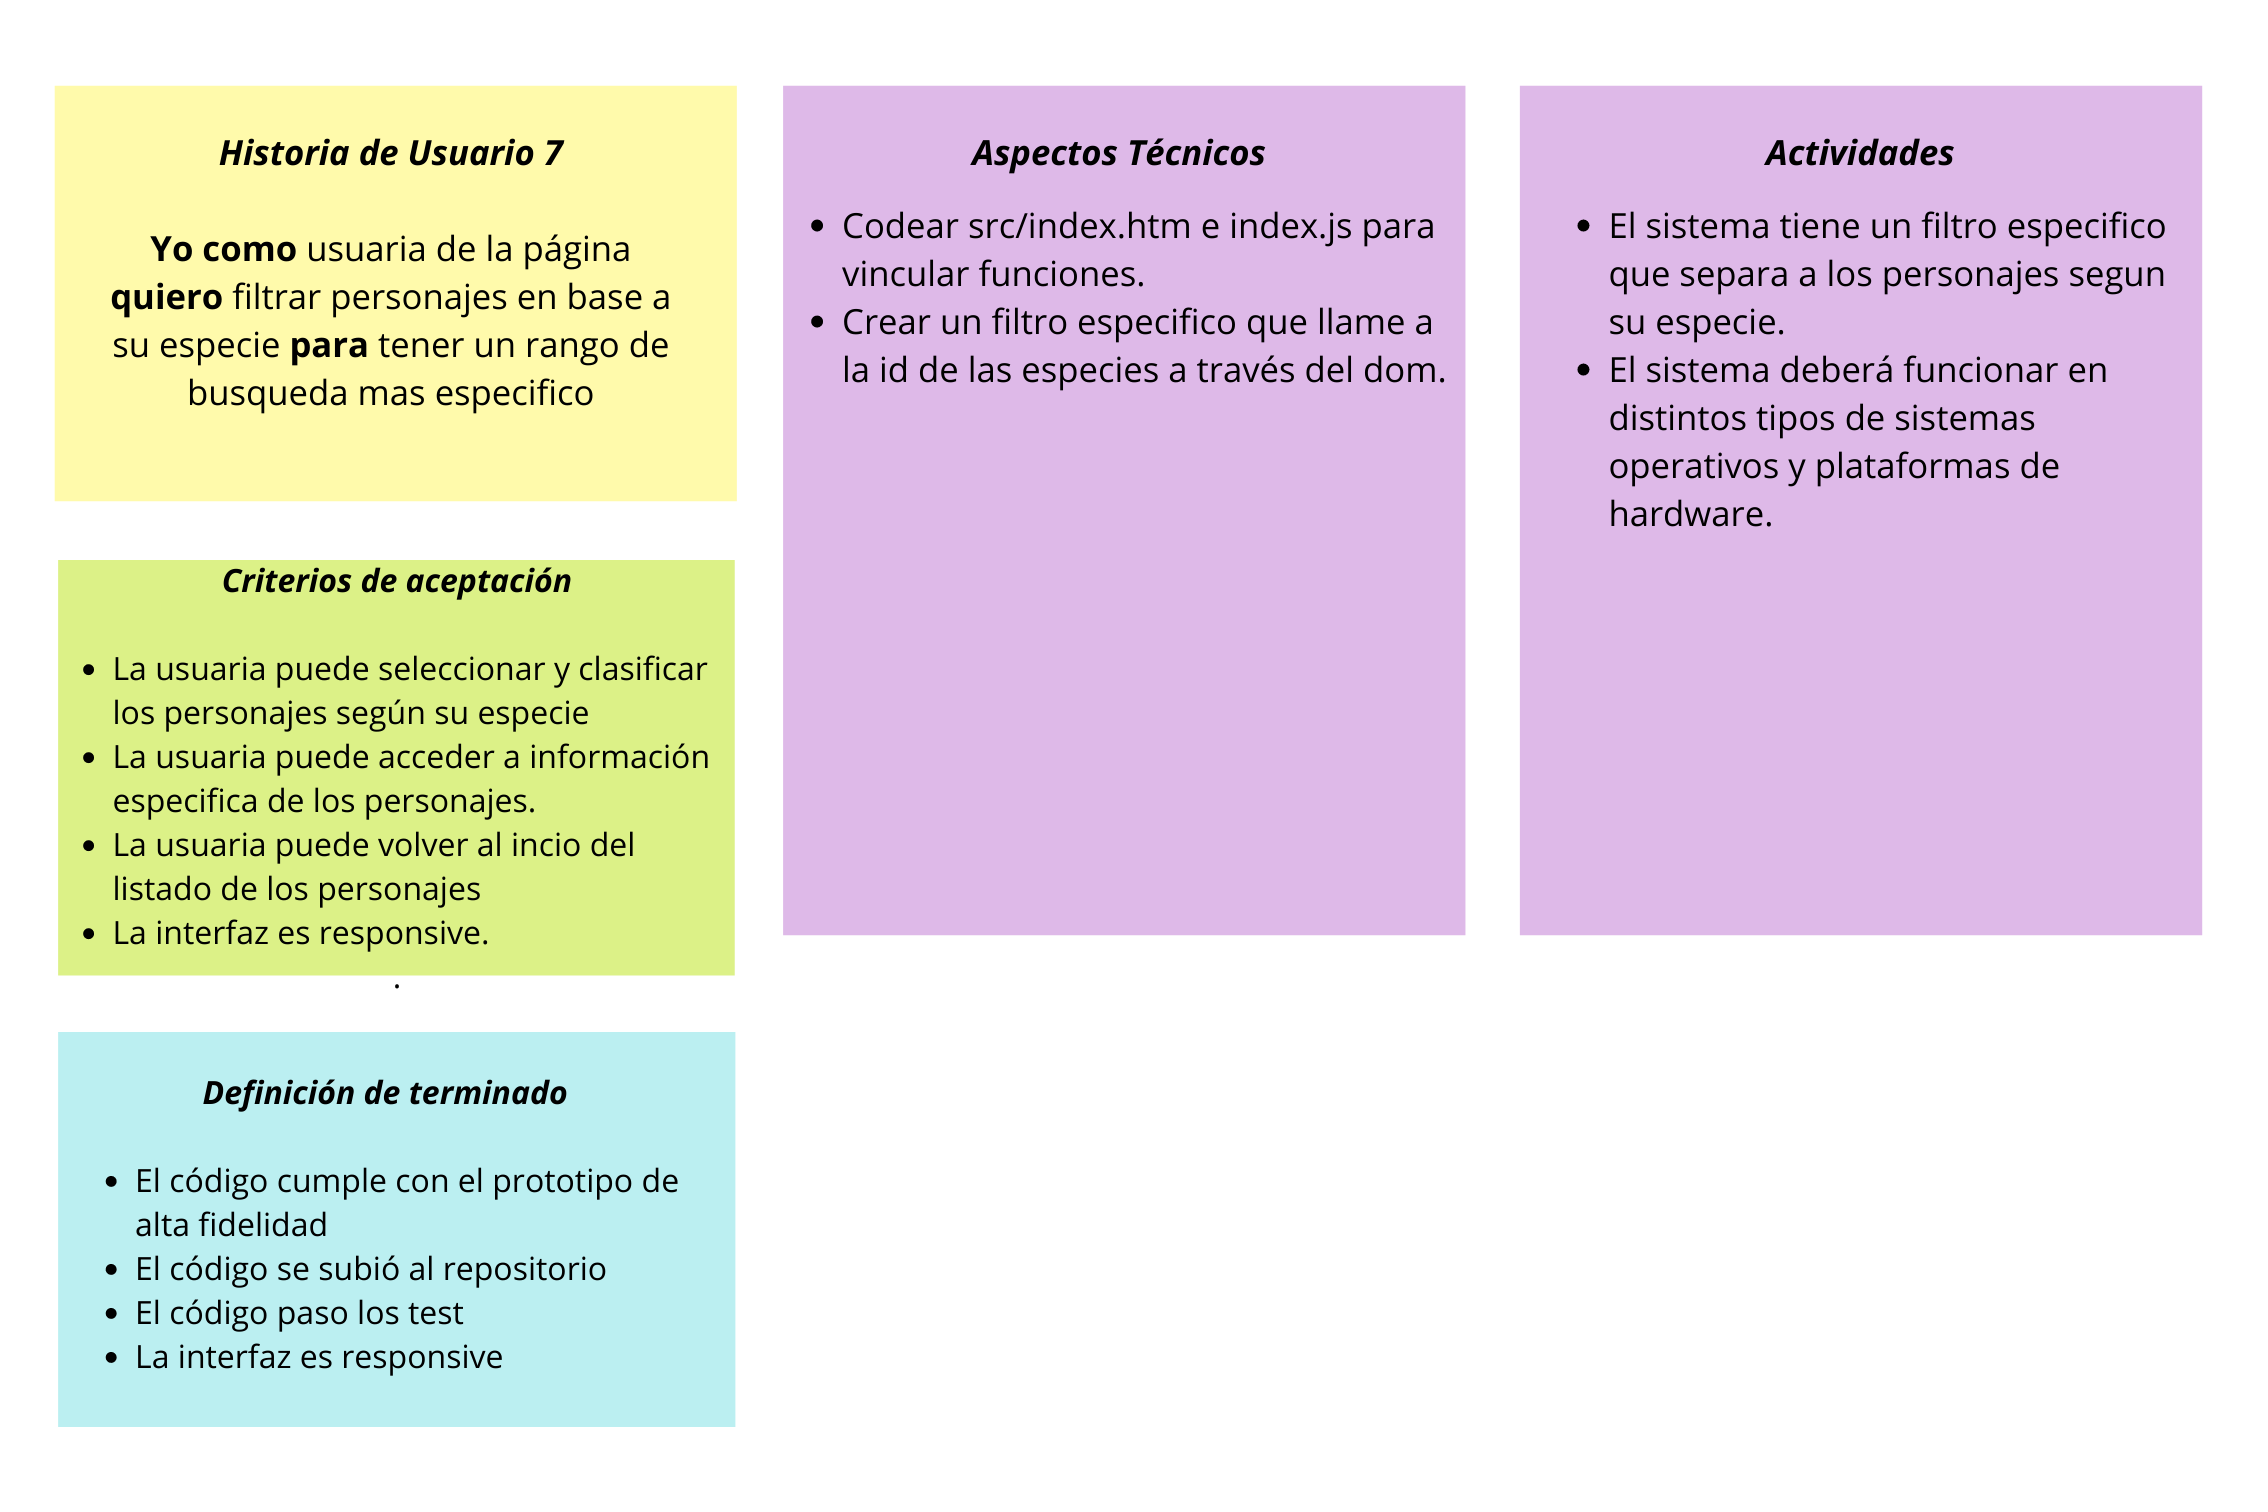 Historia de Usuario 7
Yo como usuaria de la página
quiero filtrar personajes en base a
su especie para tener un rango de
busqueda mas especifico
Criterios de aceptación
• La usuaria puede seleccionar y clasificar
los personajes según su especie
• La usuaria puede acceder a información
especifica de los personajes.
• La usuaria puede volver al incio del
listado de los personajes
• La interfaz es responsive.
.
Definición de terminado
• El código cumple con el prototipo de
alta fidelidad
• El código se subió al repositorio
• El código paso los test
• La interfaz es responsive
Aspectos Técnicos
• Codear src/index.htm e index.js para
vincular funciones.
• Crear un filtro especifico que llame a
la id de las especies a través del dom.
Actividades
• El sistema tiene un filtro especifico
que separa a los personajes segun
su especie.
• El sistema deberá funcionar en
distintos tipos de sistemas
operativos y plataformas de
hardware.